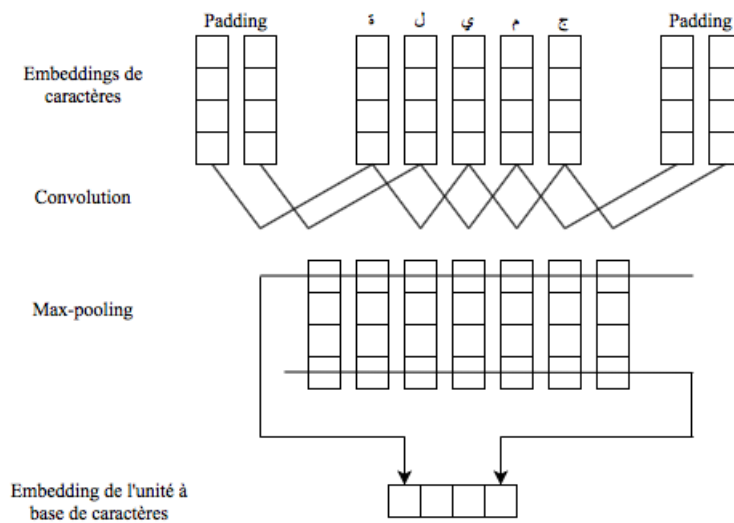 Padding ة ل ي م ج Padding
Embeddings de
caractères
Convolution
Max-pooling
Embedding de l'unité à
base de caractères